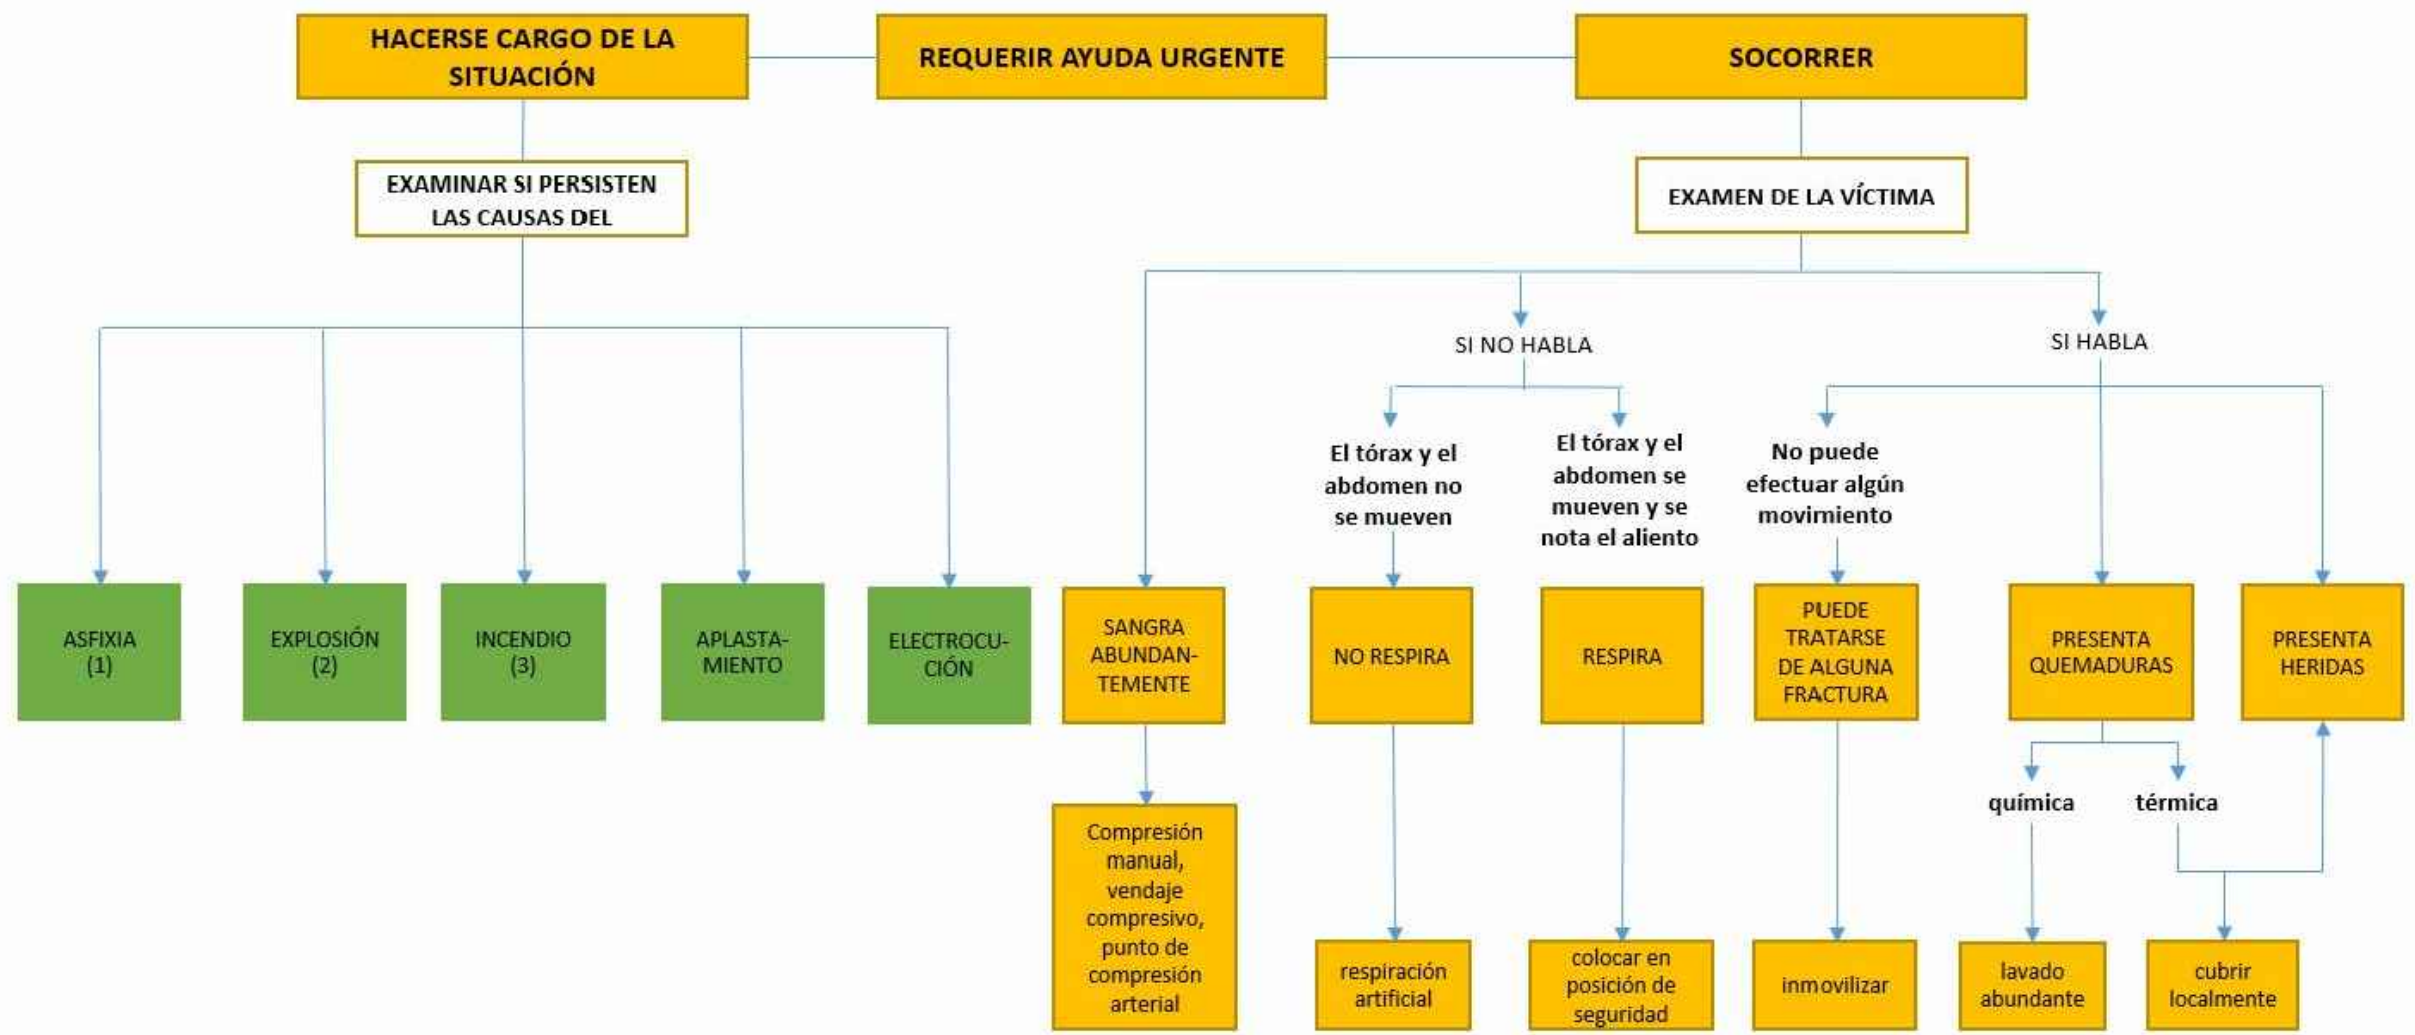 HACERSE CARGO DE LA
SITUACIÓN
REQUERIR AYUDA URGENTE
SOCORRER
EXAMINAR SI PERSISTEN
LAS CAUSAS DEL
EXAMEN DE LA VÍCTIMA
SI NO HABLA
SI HABLA
El tórax y el
abdomen no
se mueven
El tórax y el
abdomen se
mueven y se
nota el aliento
No puede
efectuar algún
movimiento
ASFIXIA
(1)
EXPLOSIÓN
(2)
INCENDIO
(3)
APLASTA-
MIENTO
ELECTROCU-
CIÓN
SANGRA
ABUNDAN-
TEMENTE
NO RESPIRA
RESPIRA
PUEDE
TRATARSE
DE ALGUNA
FRACTURA
PRESENTA
QUEMADURAS
PRESENTA
HERIDAS
química
térmica
Compresión
manual,
vendaje
compresivo,
punto de
compresión
arterial
respiración
artificial
colocar en
posición de
seguridad
inmovilizar
lavado
abundante
cubrir
localmente